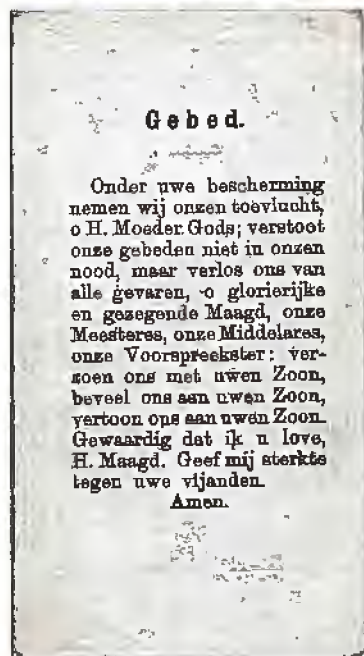 Gebed.
Onder uwe bescherming
nemen wij onzen toevlucht,
o H. Moeder Gods; verstoot
onze gebeden niet in onzen
nood, maar verlos ons van
alle gevaren, o glorierijke
en gezegende Maagd, onze
Meesteres, onze Middelares,
onze Voorspreekster: ver-
zoen ons met uwen Zoon,
beveel ons aan uwen Zoon,
vertoon ons aan uwen Zoon.
Gewaardig dat ik u love,
H. Maagd. Geef mij sterkte
tegen uwe vijanden.
Amen.